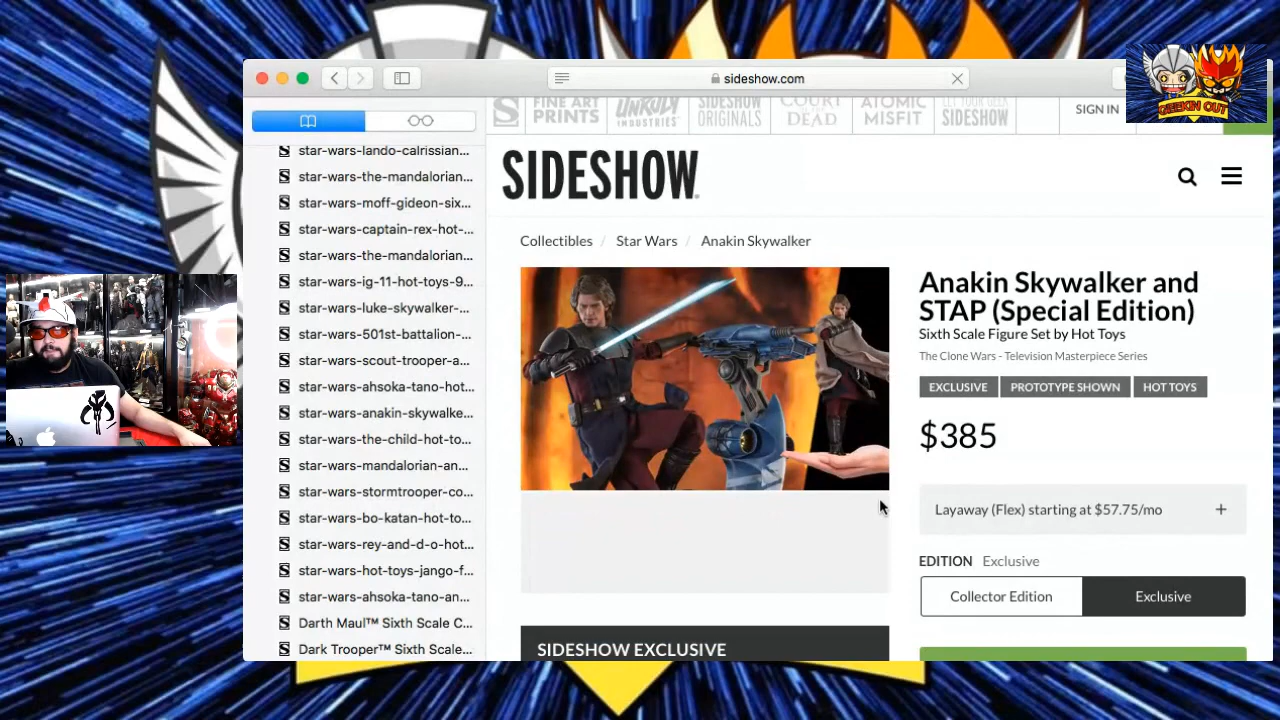 sideshow.com
GEEKIN OUT
FINE ART
PRINTS
UNRULY
INDUSTRIES
SIDESHOW
ORIGINALS
COURT
DEAD
ATOMIC
MISFIT
LET YOUR GEEK
SIDESHOW
SIGN IN
SIDESHOW
star-wars-lando-calrissian...
star-wars-the-mandalorian...
star-wars-moff-gideon-six...
star-wars-captain-rex-hot-...
star-wars-the-mandalorian...
star-wars-ig-11-hot-toys-9...
star-wars-luke-skywalker-...
star-wars-501st-battalion-...
star-wars-scout-trooper-a...
star-wars-ahsoka-tano-hot...
star-wars-anakin-skywalke...
star-wars-the-child-hot-to...
star-wars-mandalorian-an...
star-wars-stormtrooper-co...
star-wars-bo-katan-hot-to...
star-wars-rey-and-d-o-hot...
star-wars-hot-toys-jango-f...
star-wars-ahsoka-tano-an...
Darth Maul™ Sixth Scale C...
Dark Trooper™ Sixth Scale...
Collectibles / Star Wars / Anakin Skywalker
Anakin Skywalker and
STAP (Special Edition)
Sixth Scale Figure Set by Hot Toys
The Clone Wars - Television Masterpiece Series
EXCLUSIVE PROTOTYPE SHOWN HOT TOYS
$385
Layaway (Flex) starting at $57.75/mo +
EDITION Exclusive
Collector Edition Exclusive
SIDESHOW EXCLUSIVE